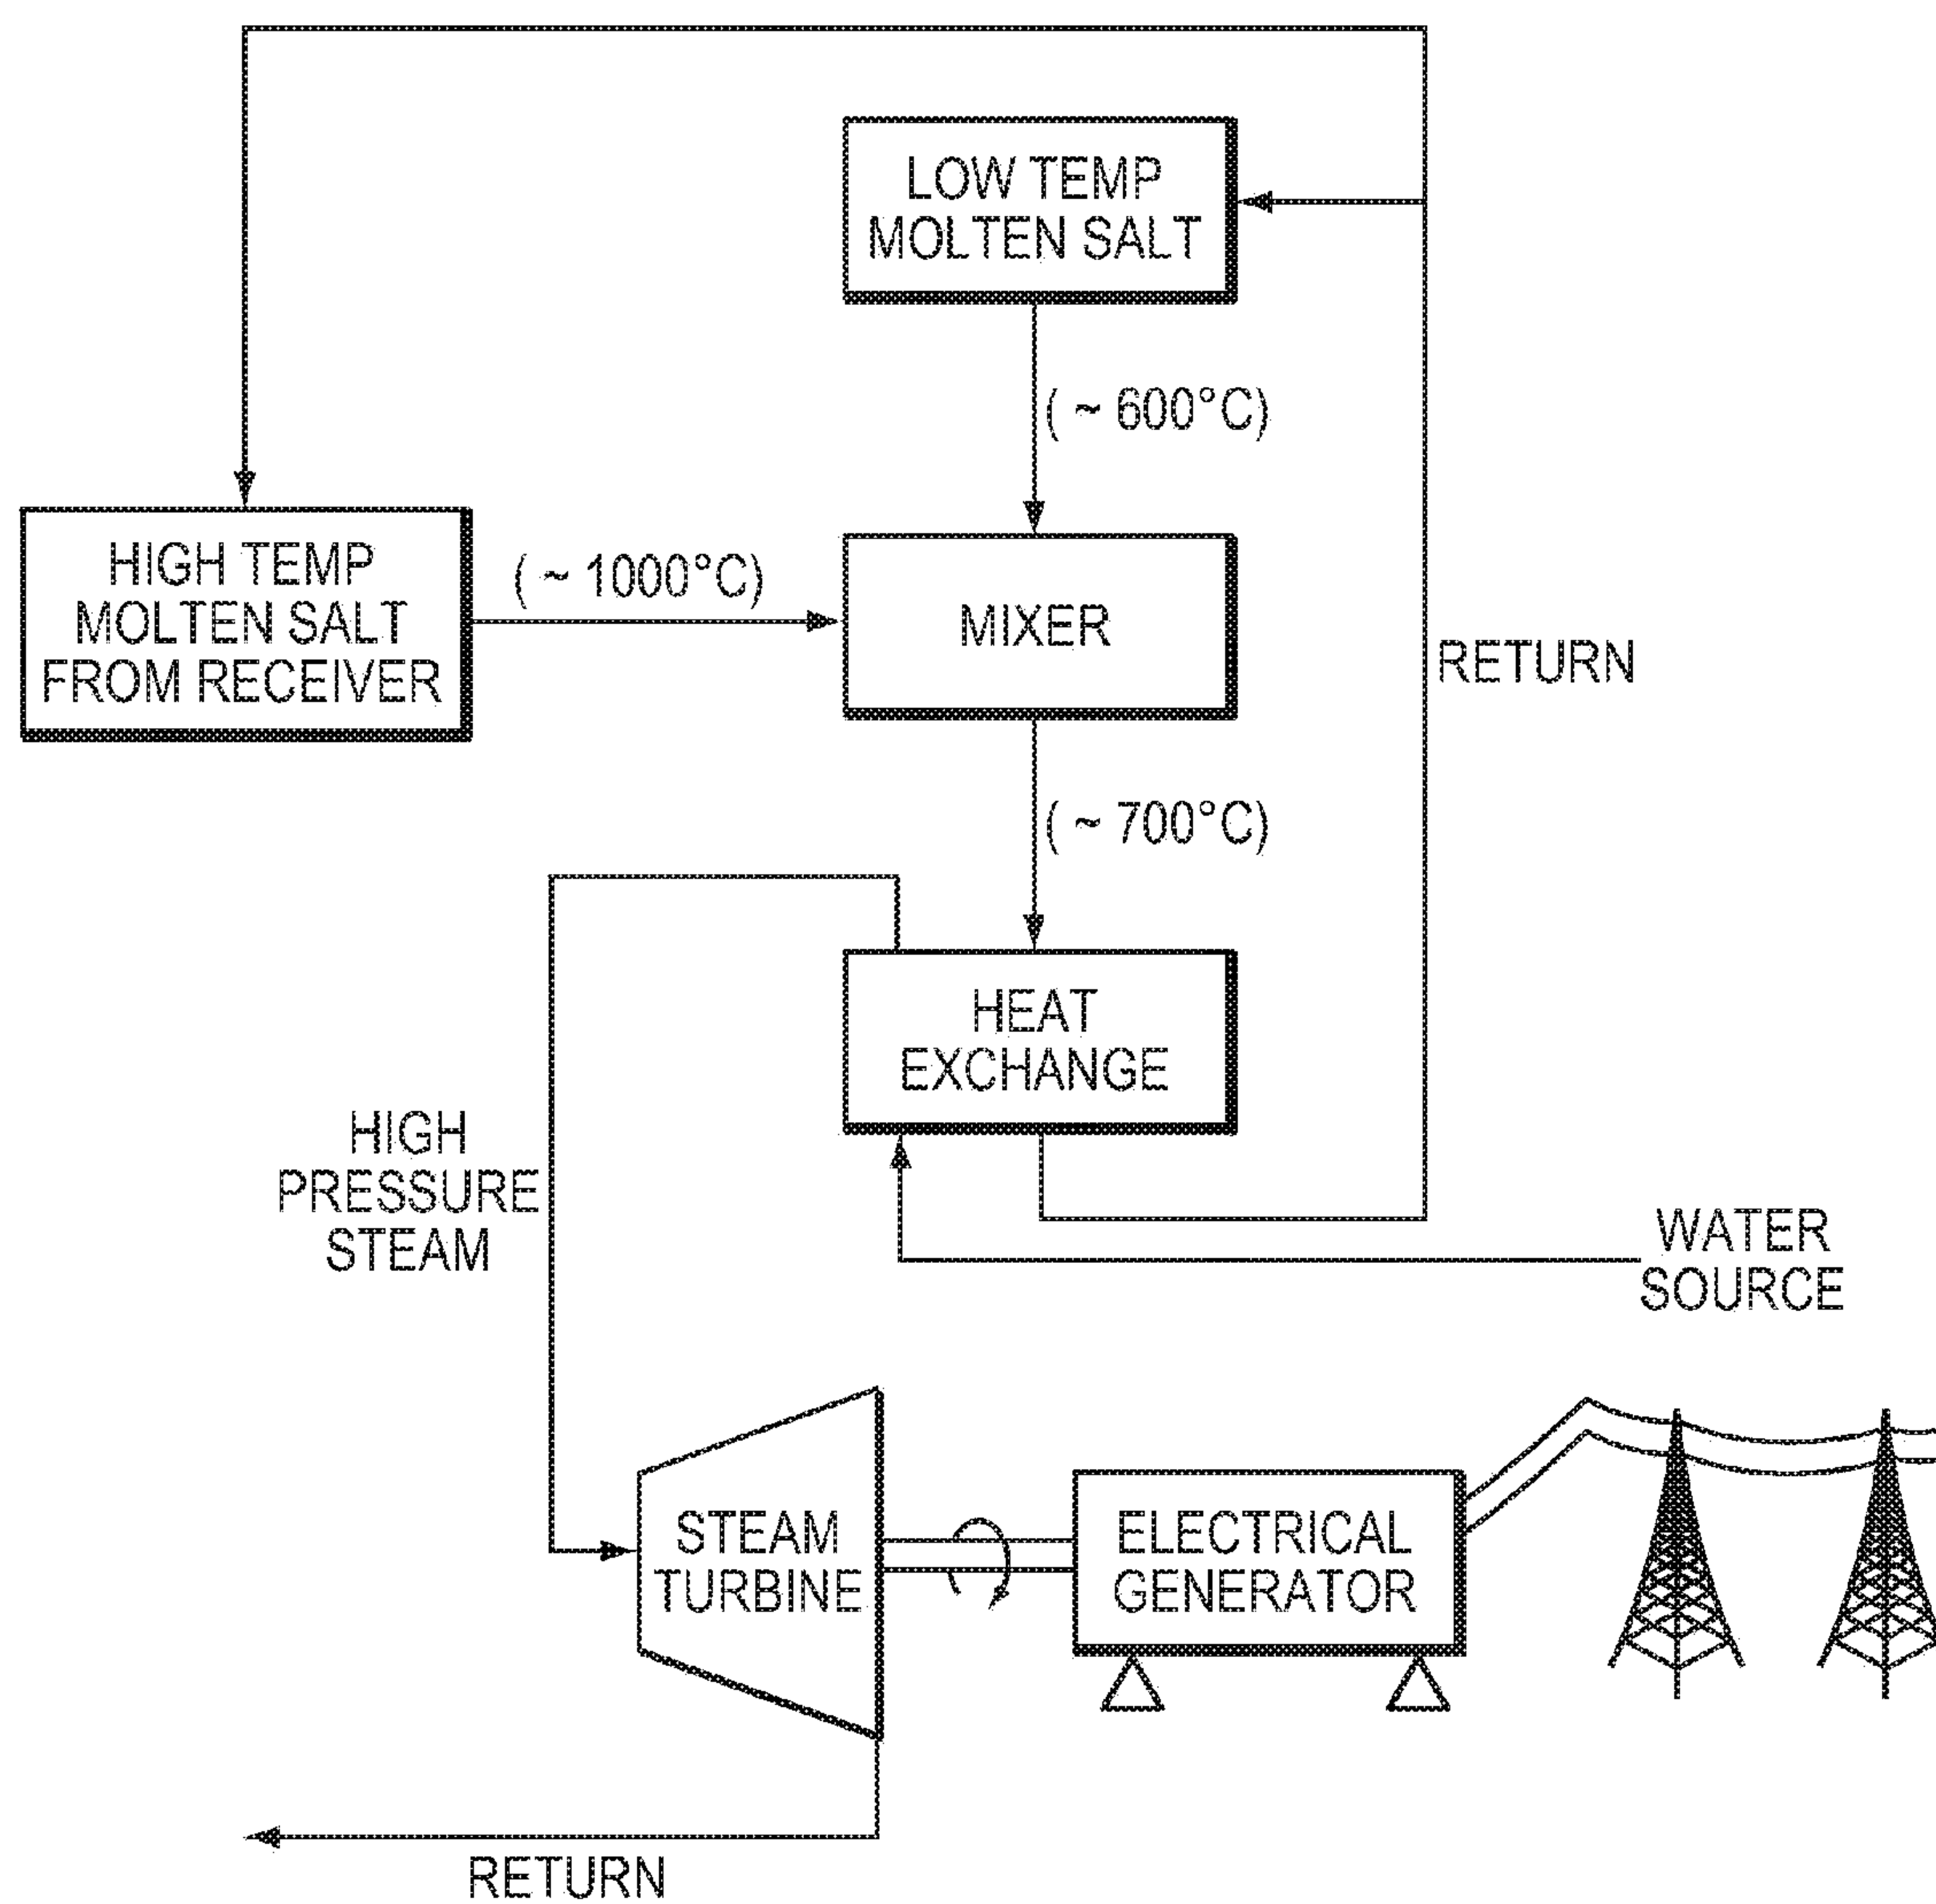 LOW TEMP
MOLTEN SALT
( ~ 600°C)
HIGH TEMP
MOLTEN SALT
FROM RECEIVER
( ~ 1000°C)
MIXER
RETURN
( ~ 700°C)
HEAT
EXCHANGE
HIGH
PRESSURE
STEAM
WATER
SOURCE
STEAM
TURBINE
ELECTRICAL
GENERATOR
RETURN